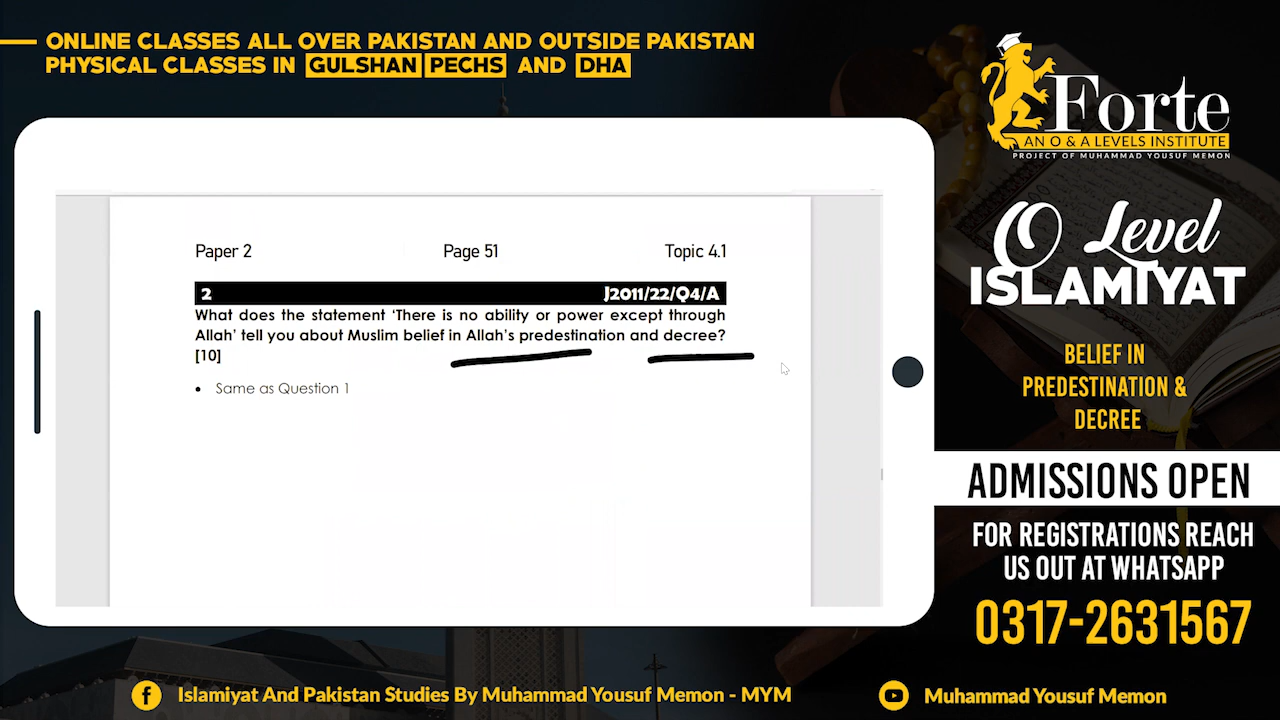 ONLINE CLASSES ALL OVER PAKISTAN AND OUTSIDE PAKISTAN
PHYSICAL CLASSES IN GULSHAN PECHS AND DHA
Forte
AN O & A LEVELS INSTITUTE
PROJECT OF MUHAMMAD YOUSUF MEMON
Paper 2 Page 51 Topic 4.1
2 J2011/22/Q4/A
What does the statement ‘There is no ability or power except through
Allah’ tell you about Muslim belief in Allah’s predestination and decree?
[10]
• Same as Question 1
O Level
ISLAMIYAT
BELIEF IN
PREDESTINATION &
DECREE
ADMISSIONS OPEN
FOR REGISTRATIONS REACH
US OUT AT WHATSAPP
0317-2631567
Islamiyat And Pakistan Studies By Muhammad Yousuf Memon - MYM
Muhammad Yousuf Memon